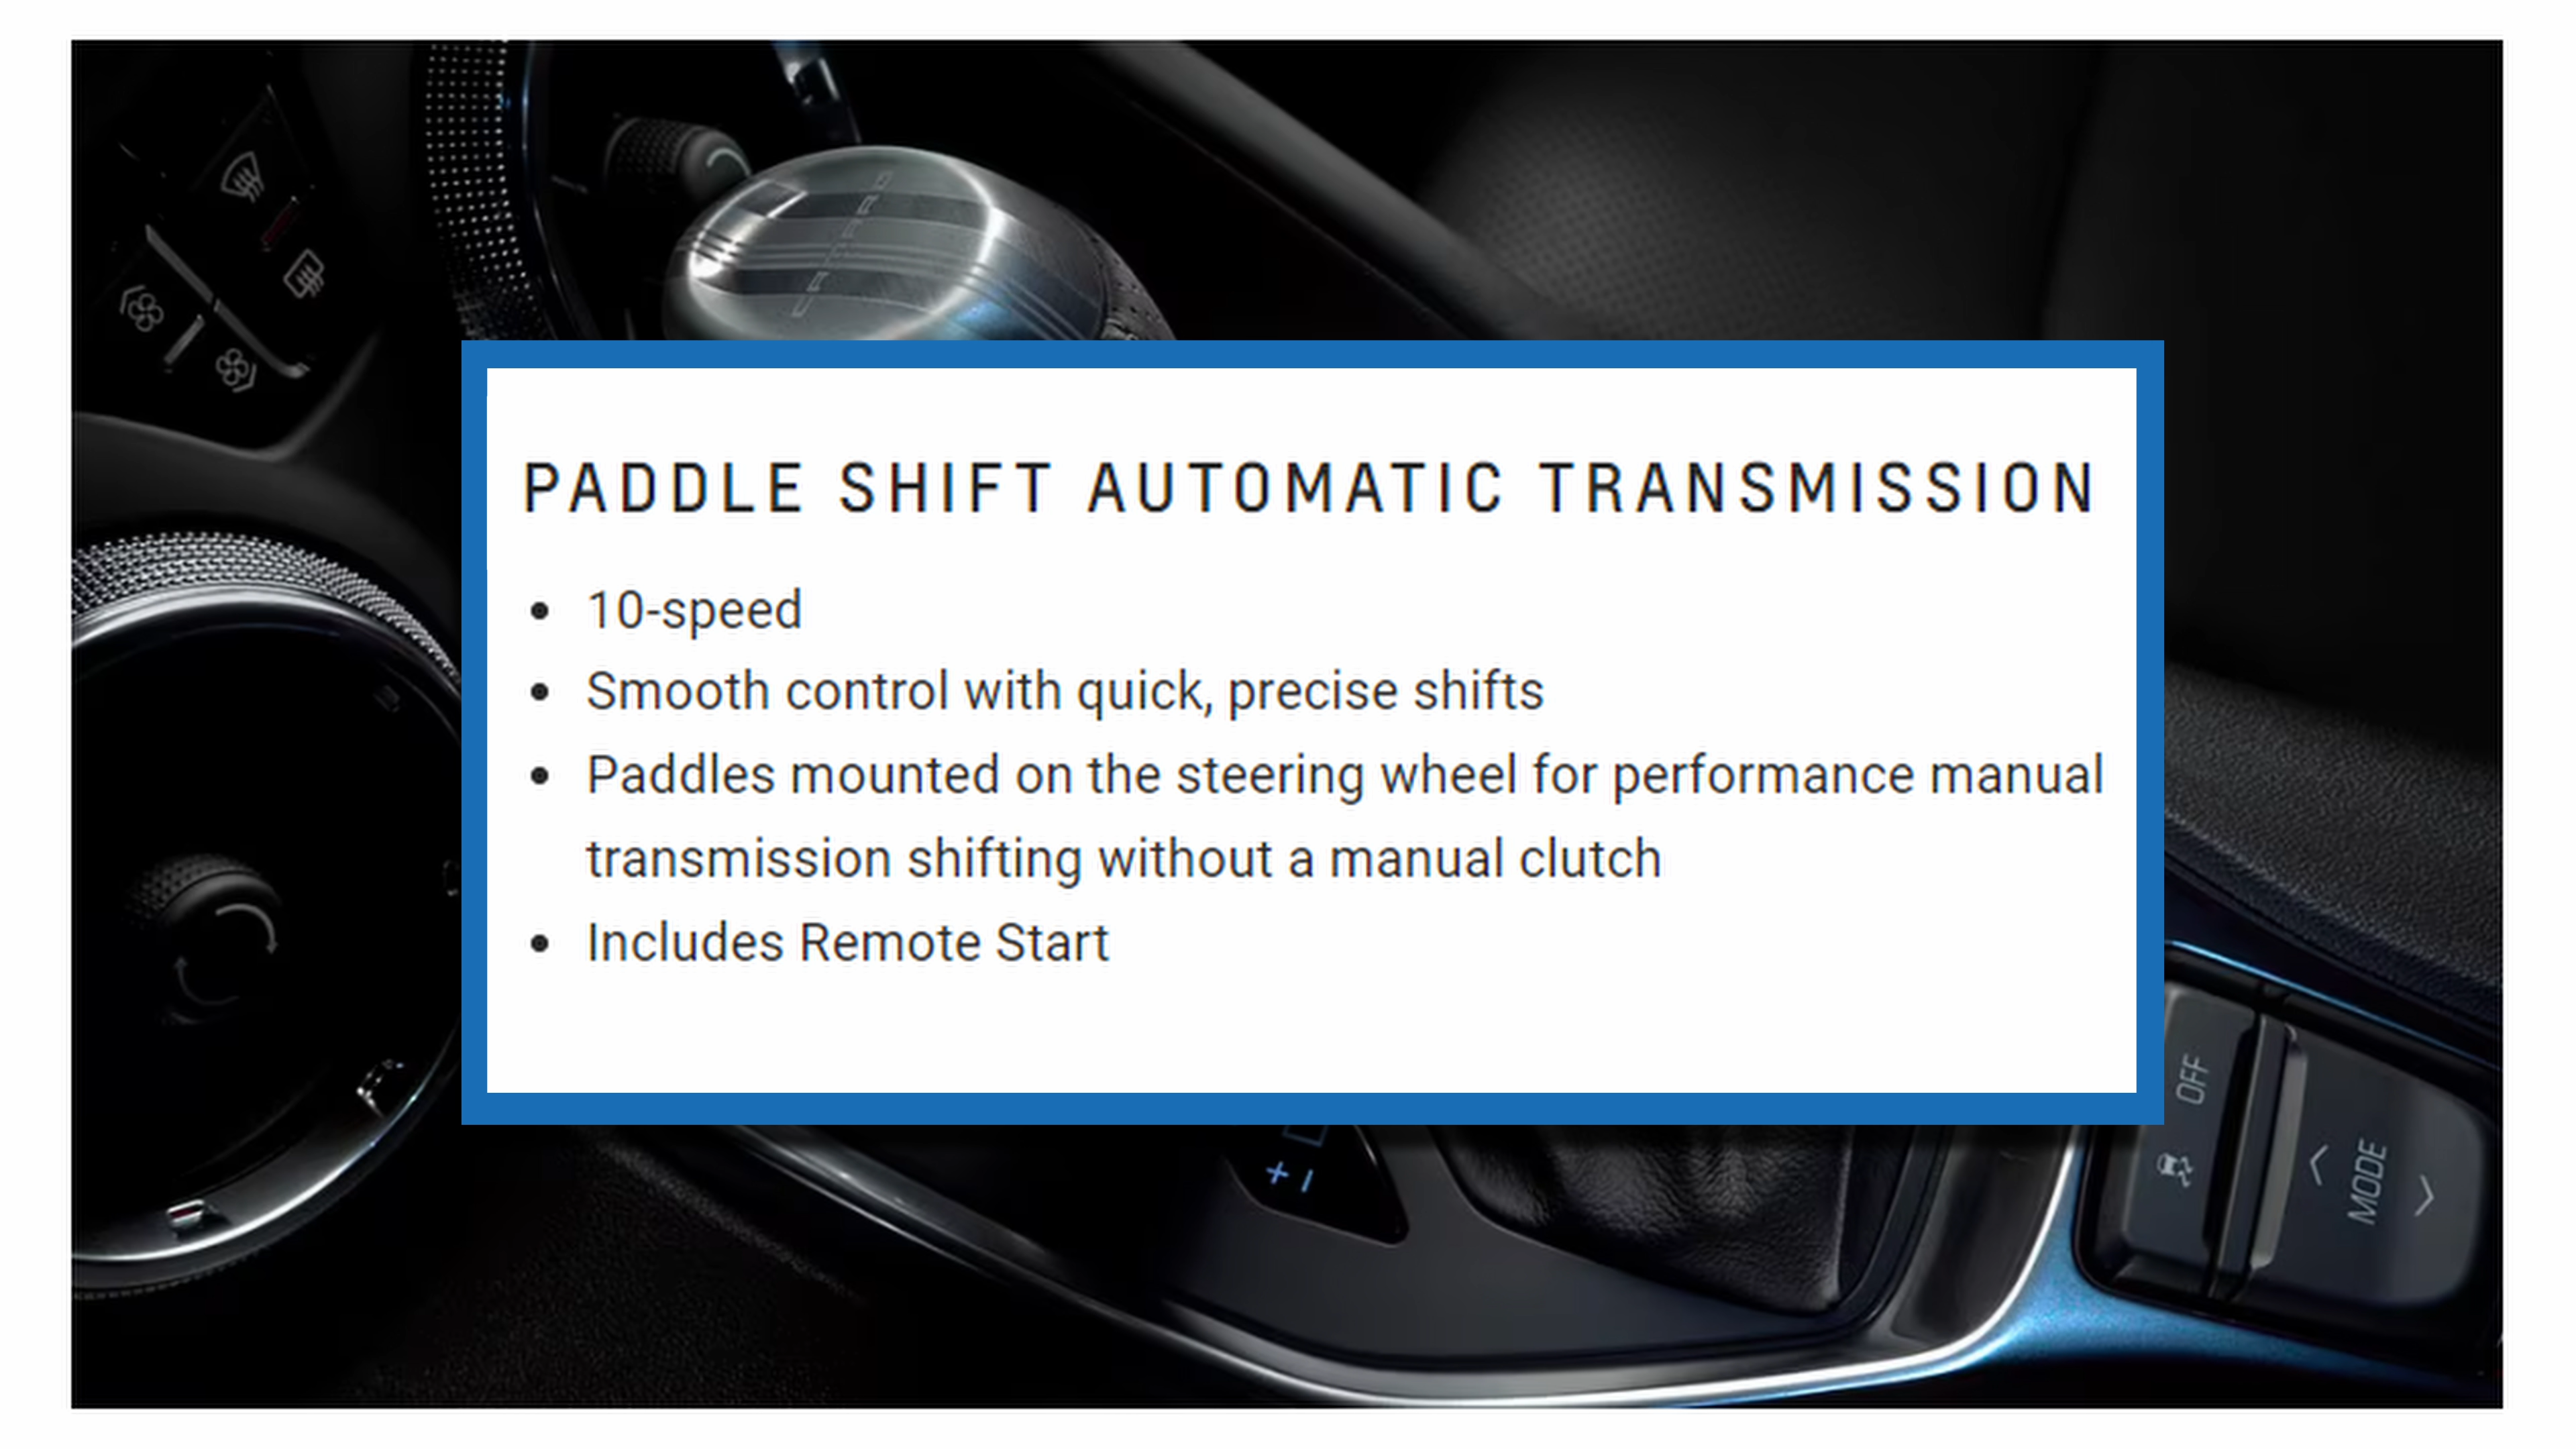 CAMARO
PADDLE SHIFT AUTOMATIC TRANSMISSION
• 10-speed
• Smooth control with quick, precise shifts
• Paddles mounted on the steering wheel for performance manual
transmission shifting without a manual clutch
• Includes Remote Start
OFF
MODE
+ -